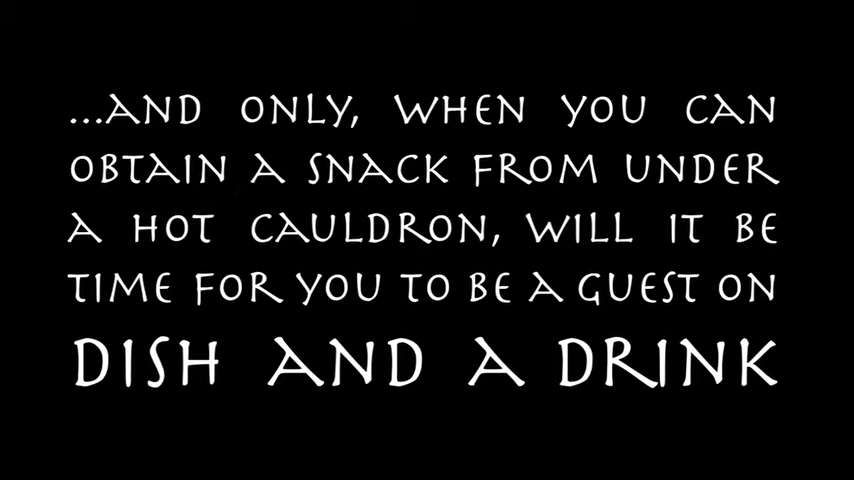 ...AND ONLY, WHEN YOU CAN
OBTAIN A SNACK FROM UNDER
A HOT CAULDRON, WILL IT BE
TIME FOR YOU TO BE A GUEST ON
DISH AND A DRINK